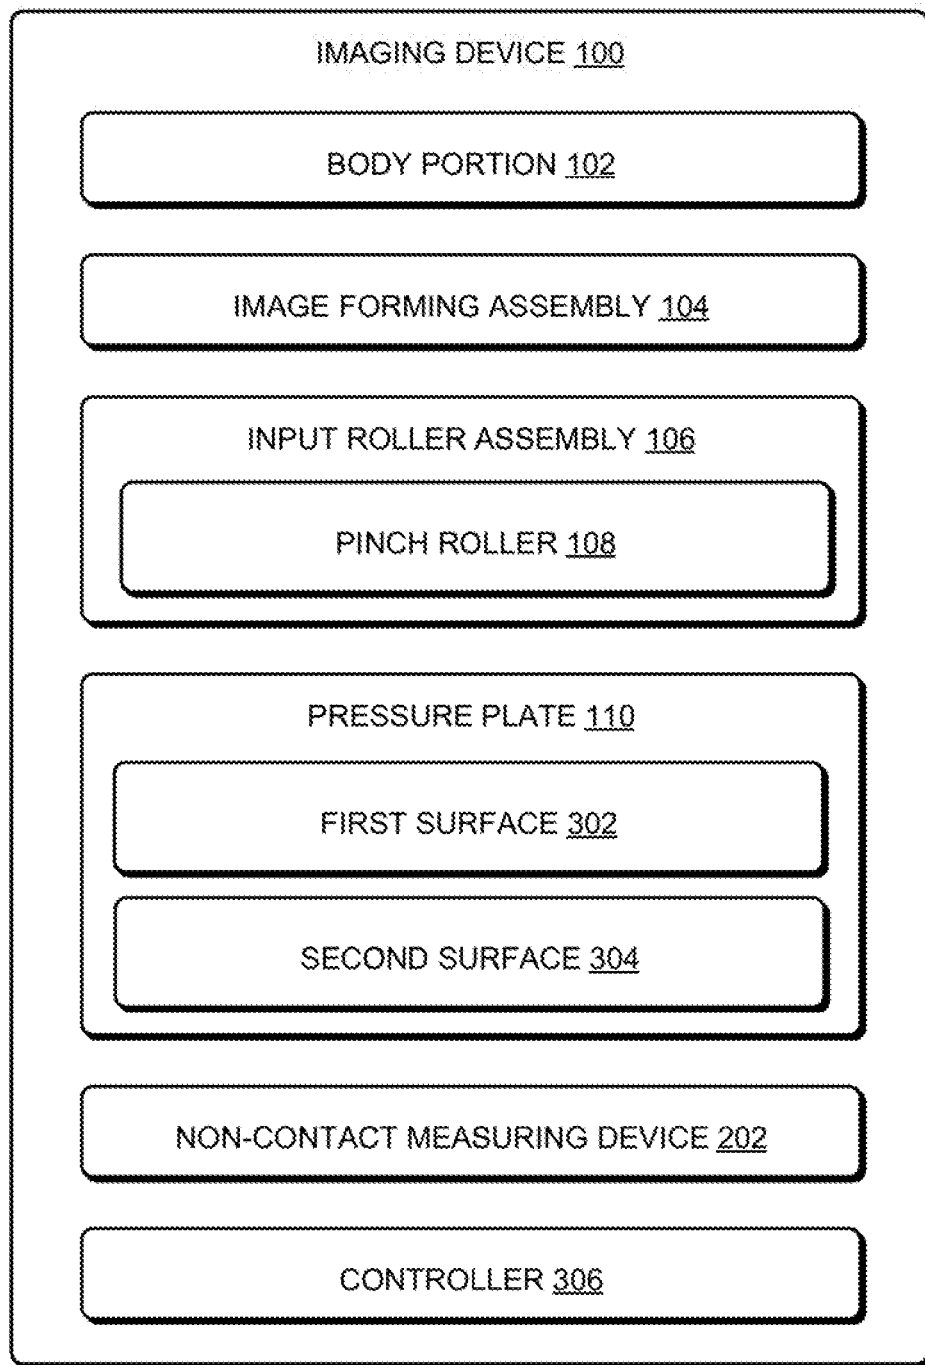 IMAGING DEVICE 100
BODY PORTION 102
IMAGE FORMING ASSEMBLY 104
INPUT ROLLER ASSEMBLY 106
PINCH ROLLER 108
PRESSURE PLATE 110
FIRST SURFACE 302
SECOND SURFACE 304
NON-CONTACT MEASURING DEVICE 202
CONTROLLER 306